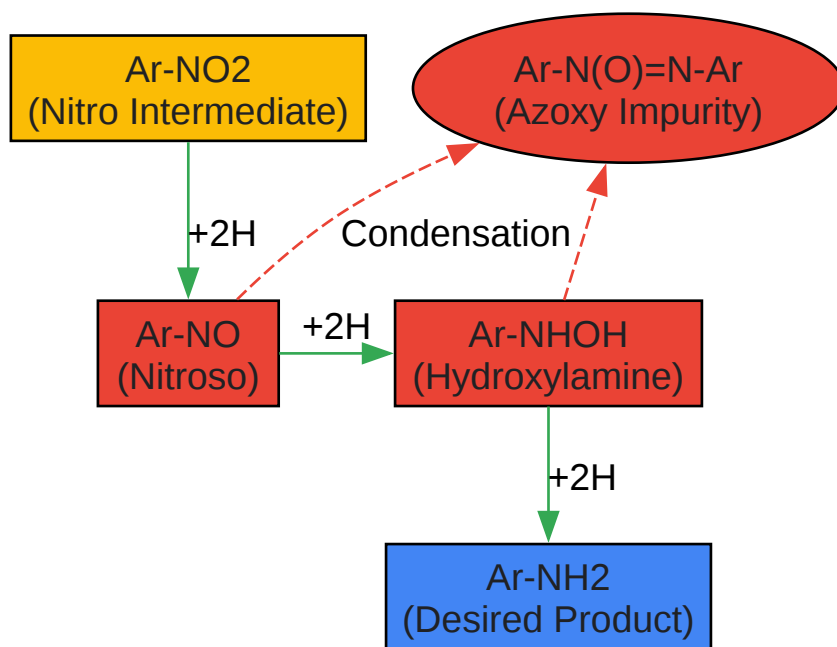 Ar-NO2
(Nitro Intermediate)
Ar-N(O)=N-Ar
(Azoxy Impurity)
+2H
Condensation
Ar-NO
(Nitroso)
+2H
Ar-NHOH
(Hydroxylamine)
+2H
Ar-NH2
(Desired Product)